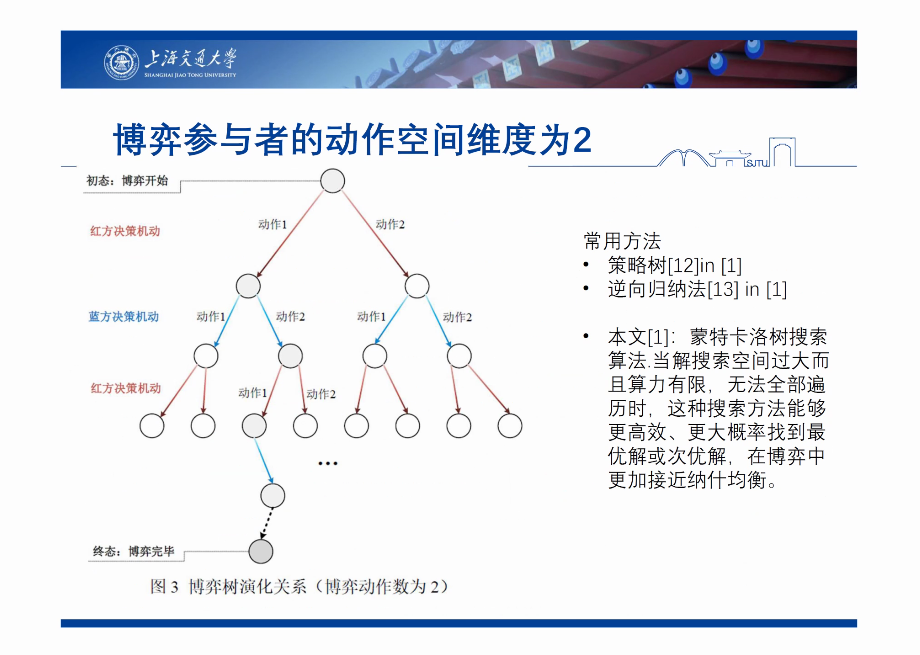 上海交通大学
SHANGHAI JIAO TONG UNIVERSITY
博弈参与者的动作空间维度为2
SJTU
初态：博弈开始
动作1
动作2
红方决策机动
蓝方决策机动
动作1
动作2
动作1
动作2
红方决策机动
动作1
动作2
...
终态：博弈完毕
图 3 博弈树演化关系（博弈动作数为 2）
常用方法
• 策略树[12]in [1]
• 逆向归纳法[13] in [1]
• 本文[1]：蒙特卡洛树搜索
算法.当解搜索空间过大而
且算力有限，无法全部遍
历时，这种搜索方法能够
更高效、更大概率找到最
优解或次优解，在博弈中
更加接近纳什均衡。